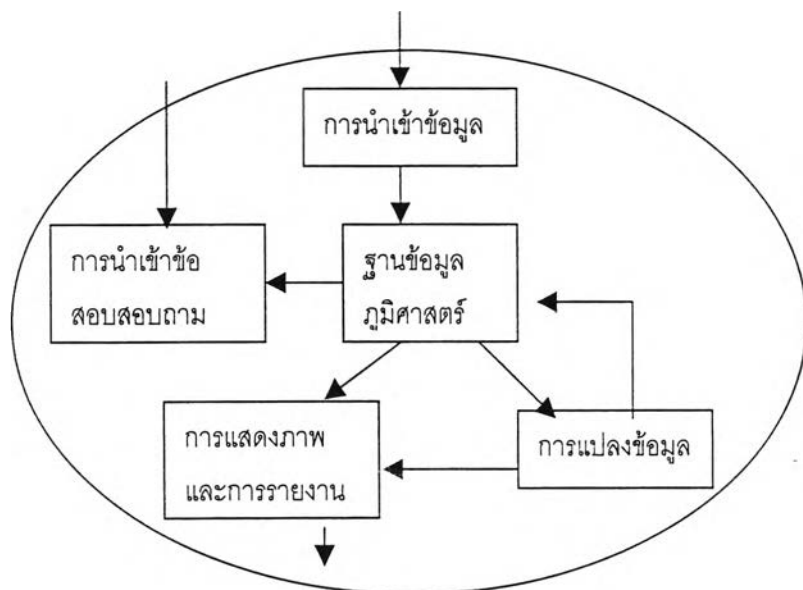 การนำเข้าข้อมูล
การนำเข้าข้อ
สอบสอบถาม
ฐานข้อมูล
ภูมิศาสตร์
การแสดงภาพ
และการรายงาน
การแปลงข้อมูล